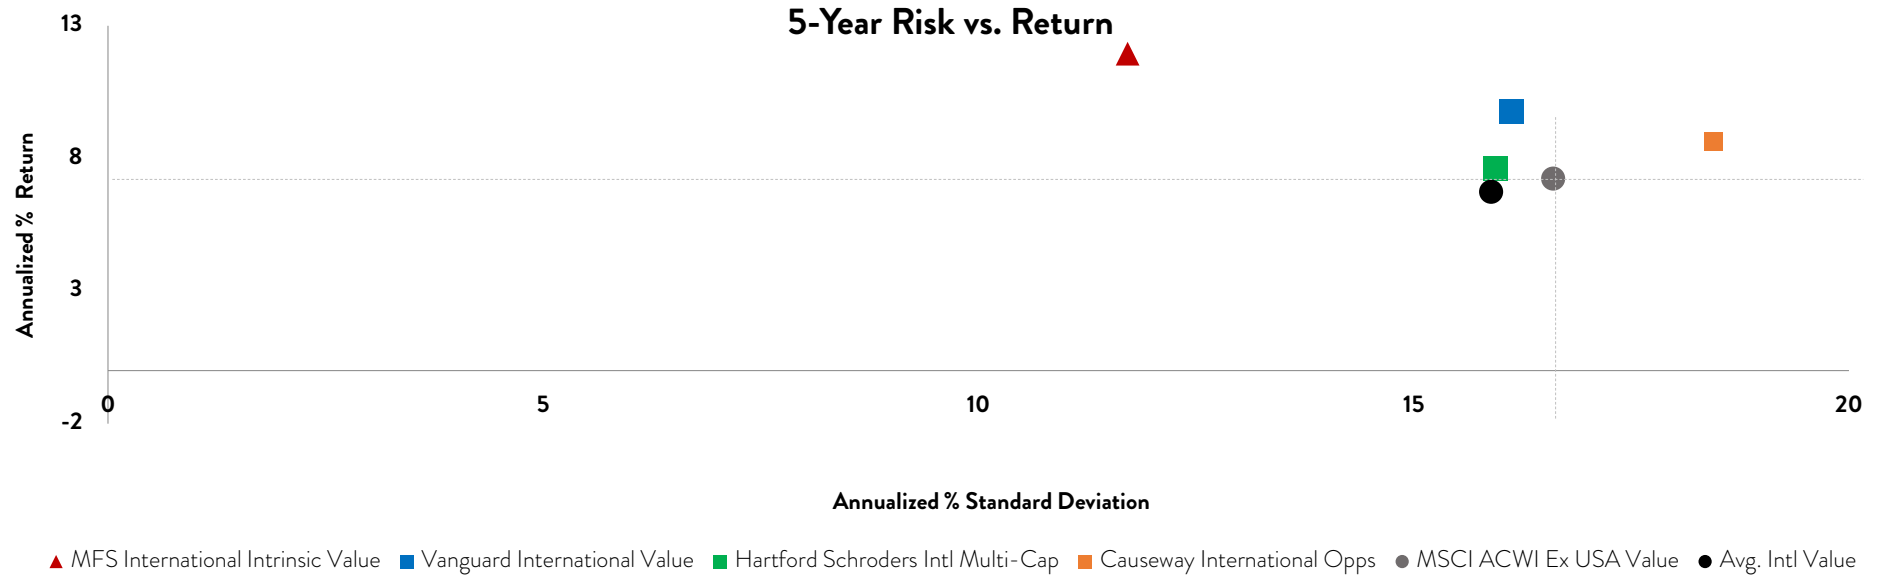 5-Year Risk vs. Return
13
8
3
-2
Annualized % Return
0 5 10 15 20
Annualized % Standard Deviation
MFS International Intrinsic Value Vanguard International Value Hartford Schroders Intl Multi-Cap Causeway International Opps MSCI ACWI Ex USA Value Avg. Intl Value